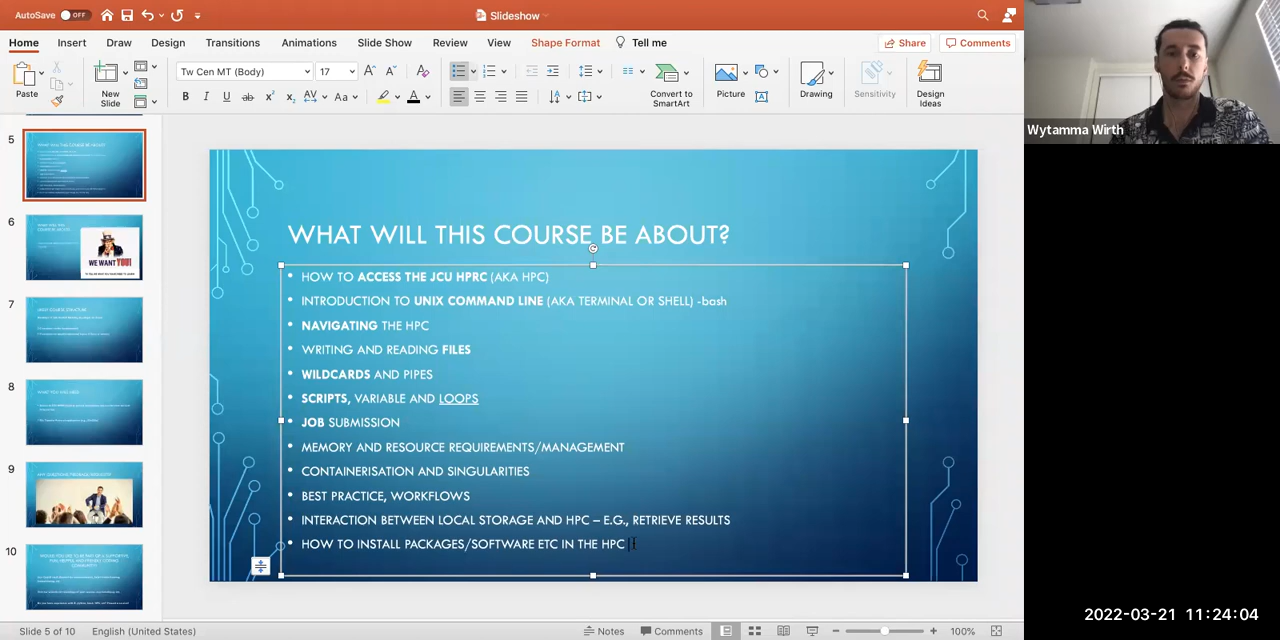 AutoSave OFF
Slideshow
Home Insert Draw Design Transitions Animations Slide Show Review View Shape Format Tell me
Share Comments
Paste
New Slide
Tw Cen MT (Body) 17
Convert to SmartArt
Picture
Drawing
Sensitivity
Design Ideas
Wytamma Wirth
5
6
WE WANT YOU!
7
8
9
10
WHAT WILL THIS COURSE BE ABOUT?
• HOW TO ACCESS THE JCU HPRC (AKA HPC)
• INTRODUCTION TO UNIX COMMAND LINE (AKA TERMINAL OR SHELL) -bash
• NAVIGATING THE HPC
• WRITING AND READING FILES
• WILDCARDS AND PIPES
• SCRIPTS, VARIABLE AND LOOPS
• JOB SUBMISSION
• MEMORY AND RESOURCE REQUIREMENTS/MANAGEMENT
• CONTAINERISATION AND SINGULARITIES
• BEST PRACTICE, WORKFLOWS
• INTERACTION BETWEEN LOCAL STORAGE AND HPC – E.G., RETRIEVE RESULTS
• HOW TO INSTALL PACKAGES/SOFTWARE ETC IN THE HPC
Slide 5 of 10 English (United States)
Notes Comments 100%
2022-03-21 11:24:04